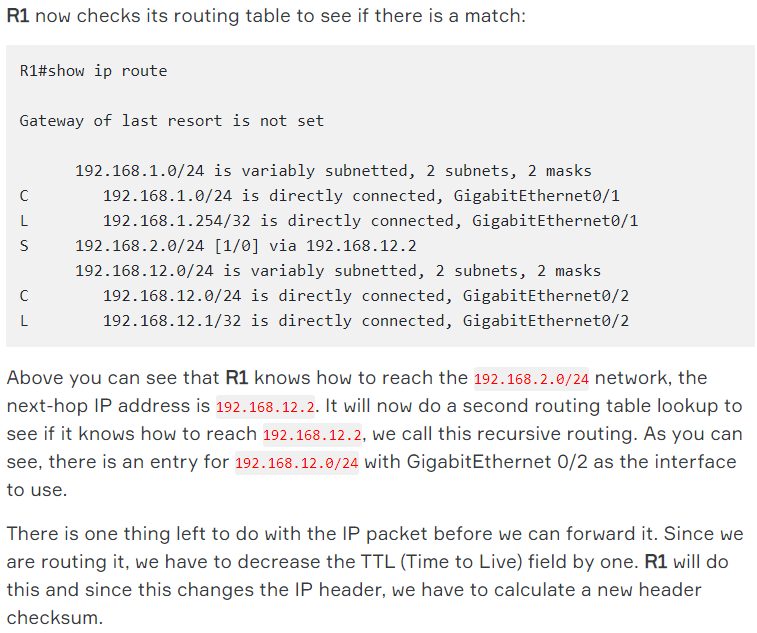 R1 now checks its routing table to see if there is a match:
R1#show ip route
Gateway of last resort is not set
192.168.1.0/24 is variably subnetted, 2 subnets, 2 masks
C 192.168.1.0/24 is directly connected, GigabitEthernet0/1
L 192.168.1.254/32 is directly connected, GigabitEthernet0/1
S 192.168.2.0/24 [1/0] via 192.168.12.2
192.168.12.0/24 is variably subnetted, 2 subnets, 2 masks
C 192.168.12.0/24 is directly connected, GigabitEthernet0/2
L 192.168.12.1/32 is directly connected, GigabitEthernet0/2
Above you can see that R1 knows how to reach the 192.168.2.0/24 network, the
next-hop IP address is 192.168.12.2. It will now do a second routing table lookup to
see if it knows how to reach 192.168.12.2, we call this recursive routing. As you can
see, there is an entry for 192.168.12.0/24 with GigabitEthernet 0/2 as the interface
to use.
There is one thing left to do with the IP packet before we can forward it. Since we
are routing it, we have to decrease the TTL (Time to Live) field by one. R1 will do
this and since this changes the IP header, we have to calculate a new header
checksum.